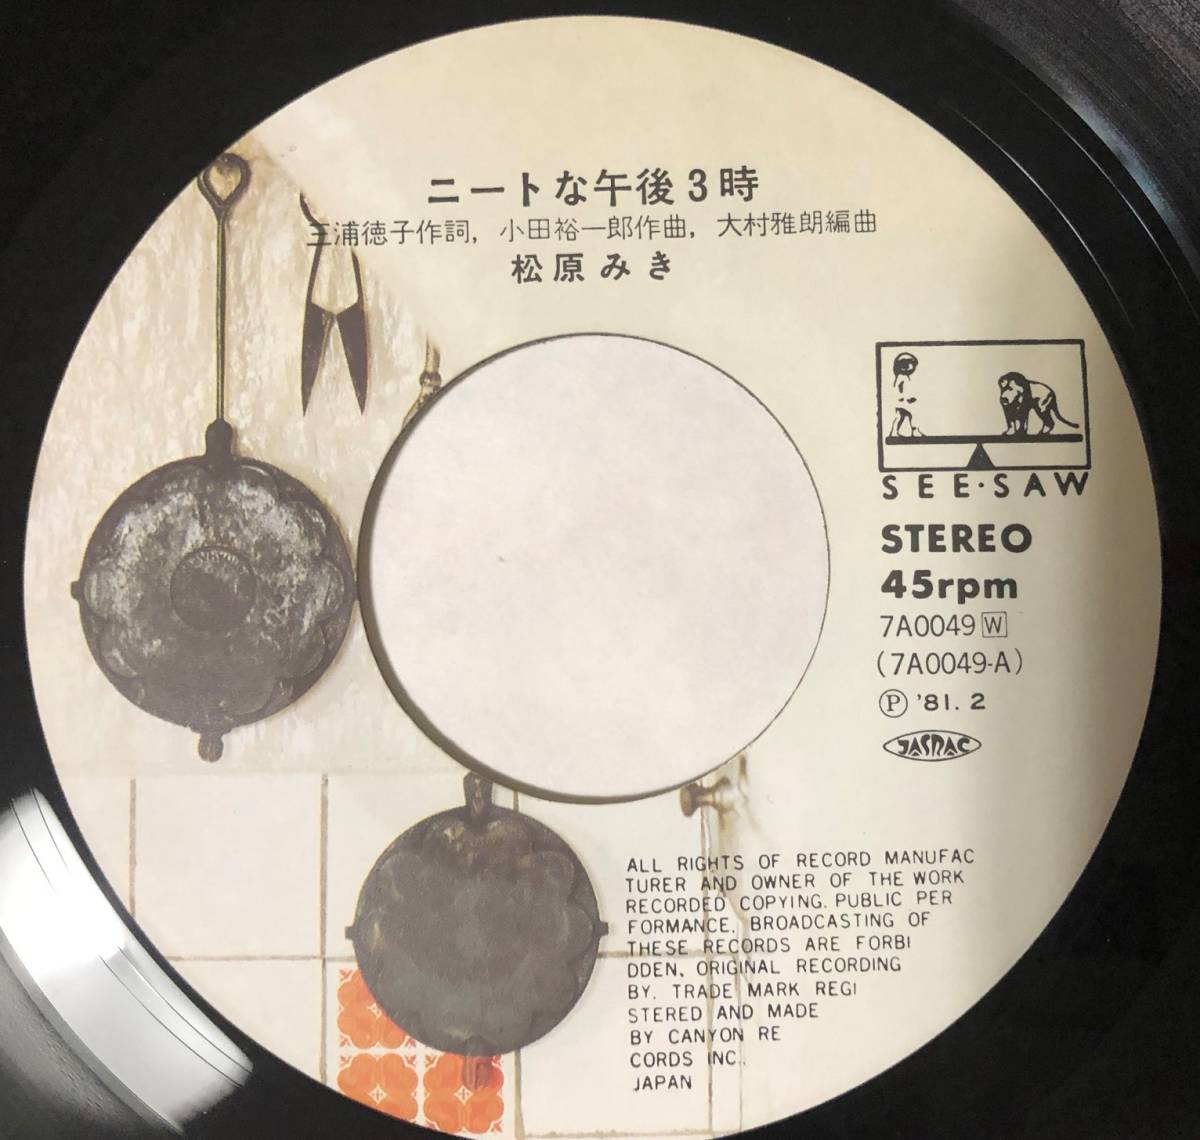 ニートな午後3時
三浦徳子作詞, 小田裕一郎作曲, 大村雅朗編曲
松原みき
SEE·SAW
STEREO
45rpm
7A0049 W
(7A0049-A)
Ⓟ '81. 2
JASRAC
ALL RIGHTS OF RECORD MANUFAC
TURER AND OWNER OF THE WORK
RECORDED COPYING. PUBLIC PER
FORMANCE. BROADCASTING OF
THESE RECORDS ARE FORBI
DDEN. ORIGINAL RECORDING
BY. TRADE MARK REGI
STERED AND MADE
BY CANYON RE
CORDS INC..
JAPAN